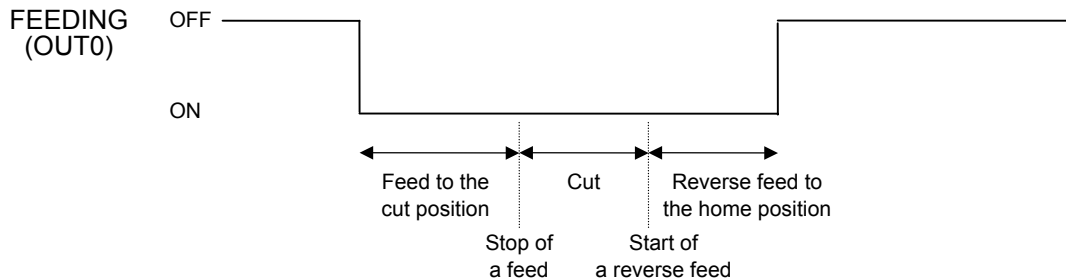 FEEDING
(OUT0)
OFF
ON
Feed to the
cut position
Cut
Reverse feed to
the home position
Stop of
a feed
Start of
a reverse feed